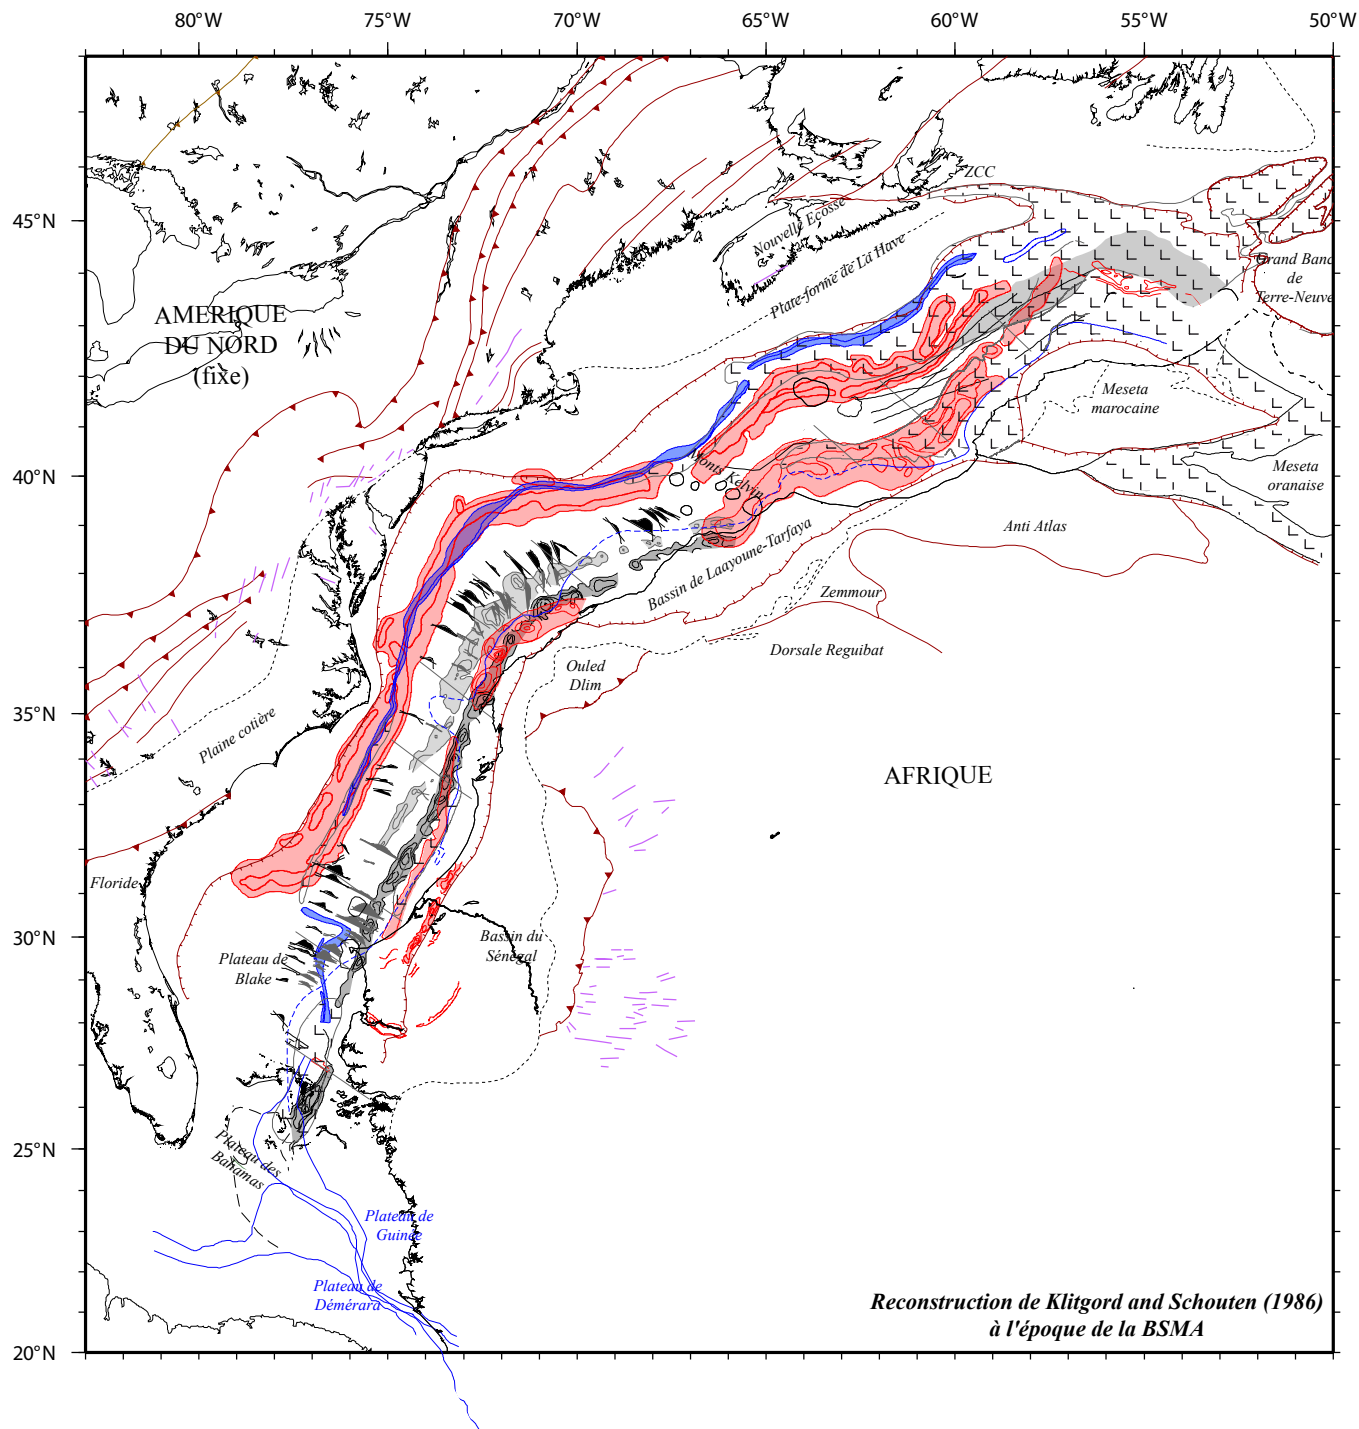 80°W
75°W
70°W
65°W
60°W
55°W
50°W
ZCC
45°N
Nouvelle Ecosse
Plate-forme de La Have
Grand Banc
de
Terre-Neuve
AMERIQUE
DU NORD
(fixe)
Meseta
marocaine
40°N
Monts
Kelvin
Meseta
oranaise
Anti Atlas
Bassin de Laayoune-Tarfaya
Zemmour
Dorsale Reguibat
Ouled
Dlim
35°N
Plaine cotière
AFRIQUE
Floride
30°N
Bassin du
Sénégal
Plateau de
Blake
25°N
Plateau des
Bahamas
Plateau de
Guinée
Plateau de
Démérara
Reconstruction de Klitgord and Schouten (1986)
à l'époque de la BSMA
20°N